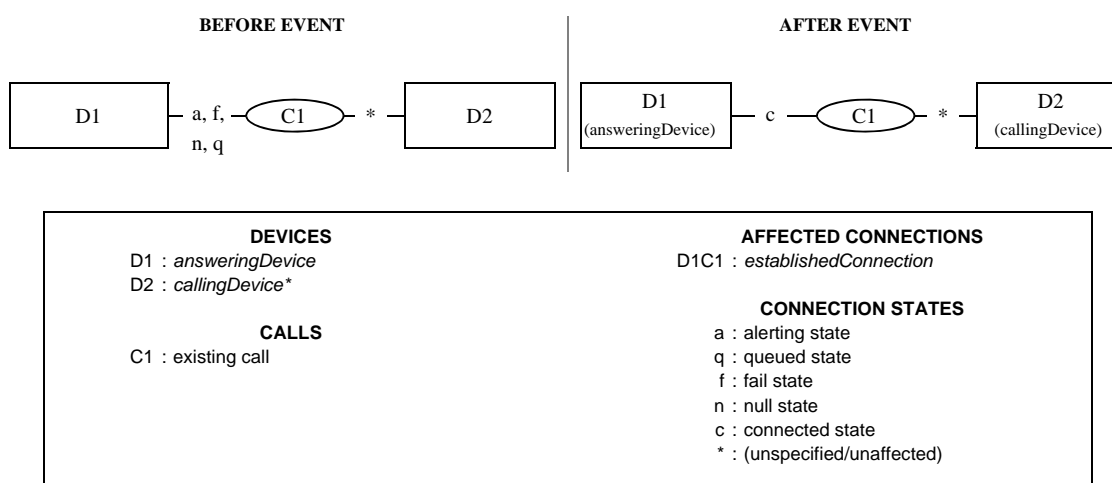 BEFORE EVENT
AFTER EVENT
D1
a, f,
n, q
C1
*
D2
D1
(answeringDevice)
c
C1
*
D2
(callingDevice)
DEVICES
D1 : answeringDevice
D2 : callingDevice*
CALLS
C1 : existing call
AFFECTED CONNECTIONS
D1C1 : establishedConnection
CONNECTION STATES
a : alerting state
q : queued state
f : fail state
n : null state
c : connected state
* : (unspecified/unaffected)